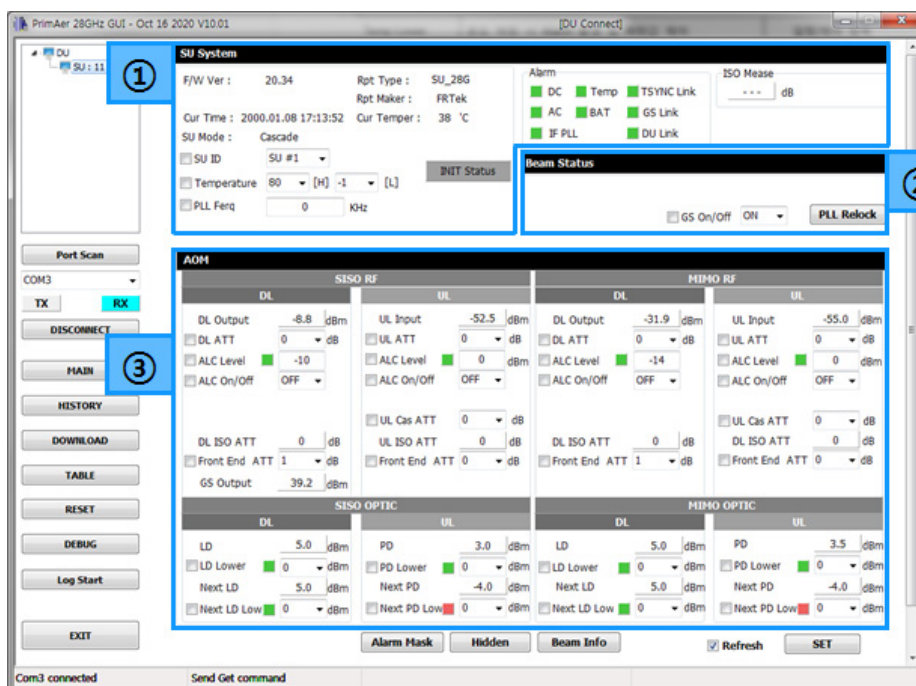 PrimAer 28GHz GUI - Oct 16 2020 V10.01
[DU Connect]
DU
SU : 11
①
SU System
F/W Ver : 20.34
Rpt Type : SU_28G
Rpt Maker : FRTek
Cur Time : 2000.01.08 17:13:52
Cur Temper : 38 'C
SU Mode : Cascade
SU ID SU #1
Temperature 80 [H] -1 [L]
PLL Ferq 0 KHz
INIT Status
Alarm
DC Temp TSYNC Link
AC BAT GS Link
IF PLL DU Link
ISO Mease
--- dB
Beam Status
②
GS On/Off ON PLL Relock
Port Scan
COM3
TX RX
DISCONNECT
MAIN
HISTORY
DOWNLOAD
TABLE
RESET
DEBUG
Log Start
EXIT
③
AOM
SISO RF
DL
DL Output -8.8 dBm
DL ATT 0 dB
ALC Level -10
ALC On/Off OFF
DL ISO ATT 0 dB
Front End ATT 1 dB
GS Output 39.2 dBm
UL
UL Input -52.5 dBm
UL ATT 0 dB
ALC Level 0 dBm
ALC On/Off OFF
UL Cas ATT 0 dB
UL ISO ATT 0 dB
Front End ATT 0 dB
MIMO RF
DL
DL Output -31.9 dBm
DL ATT 0 dB
ALC Level -14
ALC On/Off OFF
DL ISO ATT 0 dB
Front End ATT 1 dB
UL
UL Input -55.0 dBm
UL ATT 0 dB
ALC Level 0 dBm
ALC On/Off OFF
UL Cas ATT 0 dB
DL ISO ATT 0 dB
Front End ATT 0 dB
SISO OPTIC
DL
LD 5.0 dBm
LD Lower 0 dBm
Next LD 5.0 dBm
Next LD Low 0 dBm
UL
PD 3.0 dBm
PD Lower 0 dBm
Next PD -4.0 dBm
Next PD Low 0 dBm
MIMO OPTIC
DL
LD 5.0 dBm
LD Lower 0 dBm
Next LD 5.0 dBm
Next LD Low 0 dBm
UL
PD 3.5 dBm
PD Lower 0 dBm
Next PD -4.0 dBm
Next PD Low 0 dBm
Alarm Mask Hidden Beam Info Refresh SET
Com3 connected Send Get command